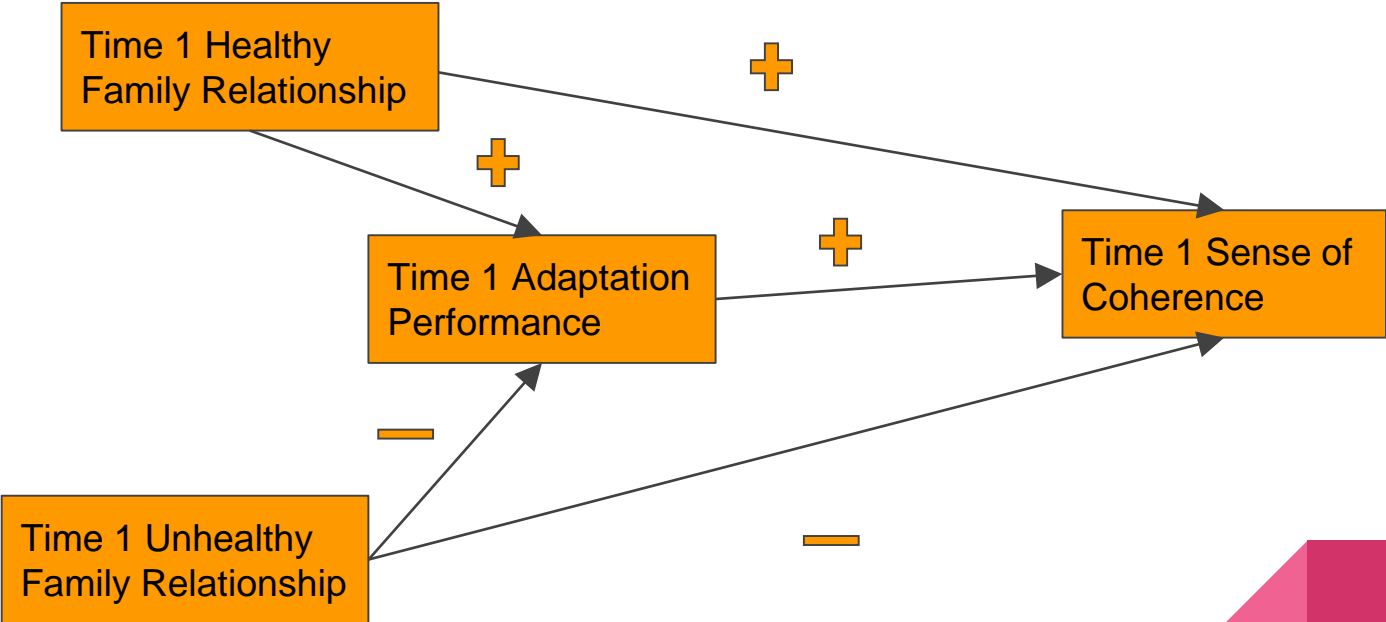 Time 1 Healthy
Family Relationship
Time 1 Adaptation
Performance
Time 1 Sense of
Coherence
Time 1 Unhealthy
Family Relationship